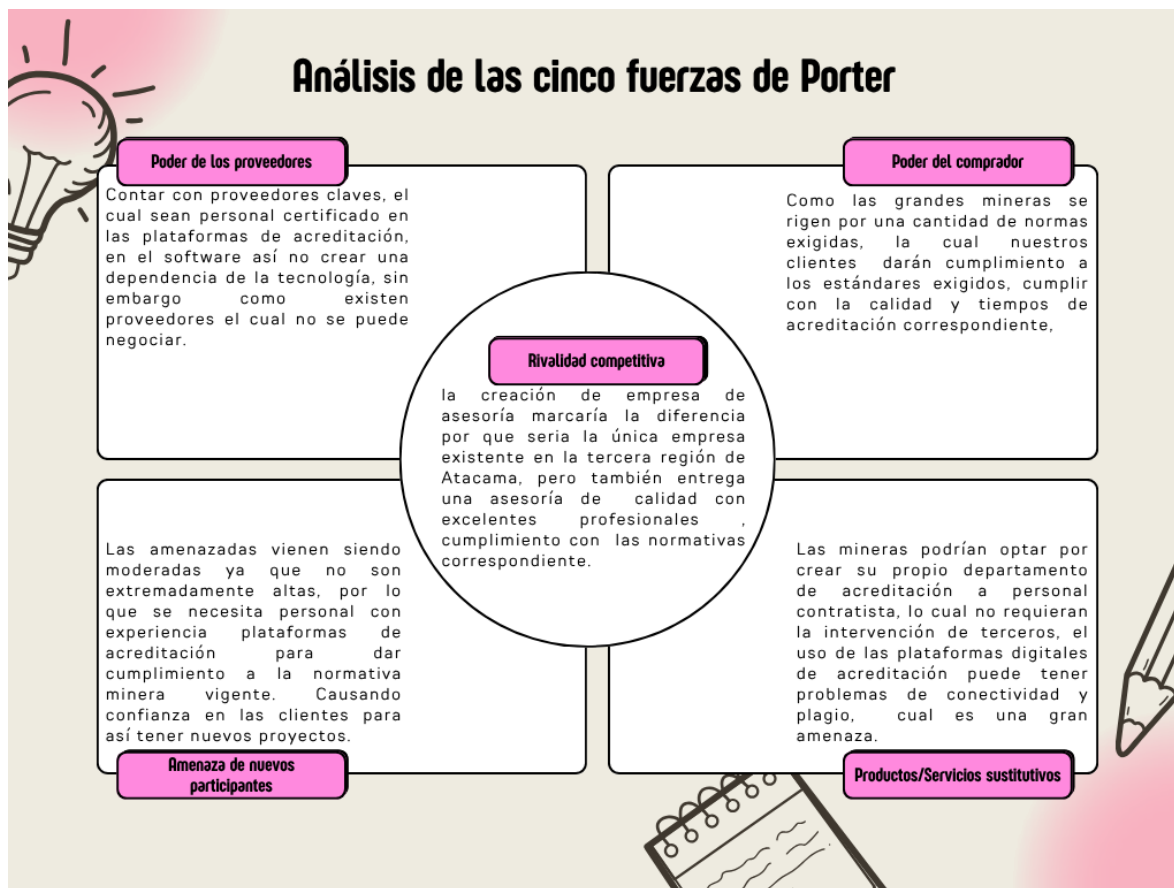 Análisis de las cinco fuerzas de Porter
Poder de los proveedores
Contar con proveedores claves, el
cual sean personal certificado en
las plataformas de acreditación,
en el software así no crear una
dependencia de la tecnología, sin
embargo como existen
proveedores el cual no se puede
negociar.
Poder del comprador
Como las grandes mineras se
rigen por una cantidad de normas
exigidas, la cual nuestros
clientes darán cumplimiento a
los estándares exigidos, cumplir
con la calidad y tiempos de
acreditación correspondiente,
Rivalidad competitiva
la creación de empresa de
asesoría marcaría la diferencia
por que seria la única empresa
existente en la tercera región de
Atacama, pero también entrega
una asesoría de calidad con
excelentes profesionales ,
cumplimiento con las normativas
correspondiente.
Las amenazadas vienen siendo
moderadas ya que no son
extremadamente altas, por lo
que se necesita personal con
experiencia plataformas de
acreditación para dar
cumplimiento a la normativa
minera vigente. Causando
confianza en las clientes para
así tener nuevos proyectos.
Amenaza de nuevos
participantes
Las mineras podrían optar por
crear su propio departamento
de acreditación a personal
contratista, lo cual no requieran
la intervención de terceros, el
uso de las plataformas digitales
de acreditación puede tener
problemas de conectividad y
plagio, cual es una gran
amenaza.
Productos/Servicios sustitutivos